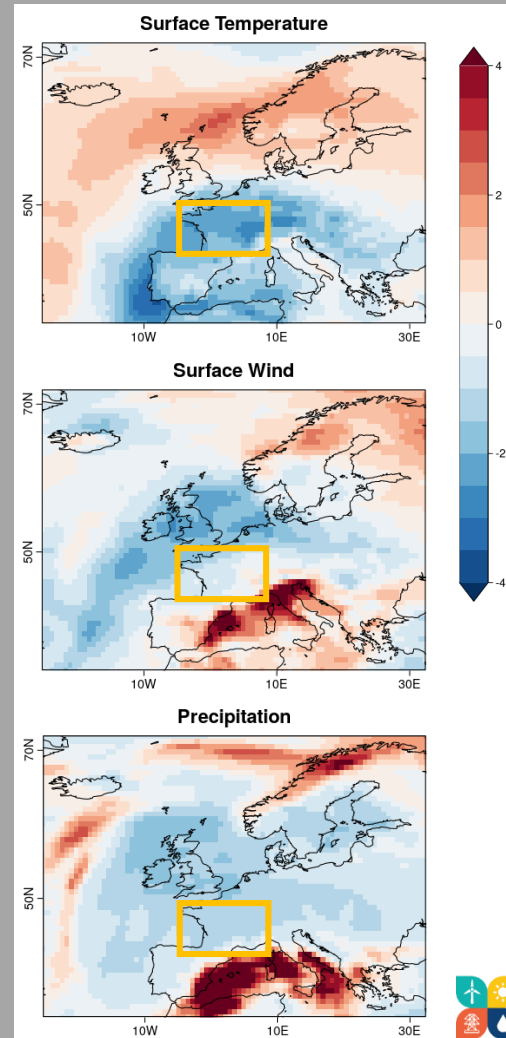 Surface Temperature
70N
50N
10W 10E 30E
4
2
0
-2
-4
Surface Wind
70N
50N
10W 10E 30E
Precipitation
70N
50N
10W 10E 30E